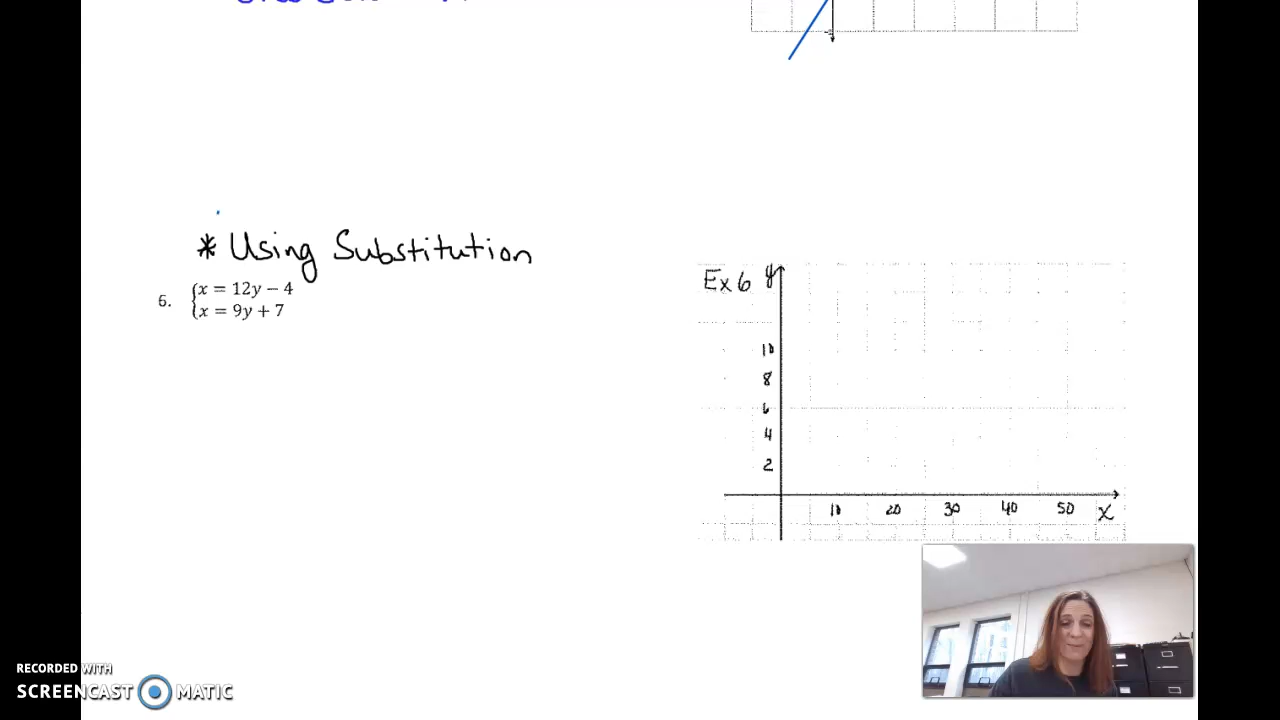 * Using Substitution
6. x = 12y − 4
x = 9y + 7
Ex 6 y
10
8
6
4
2
10 20 30 40 50 x
RECORDED WITH
SCREENCAST MATIC